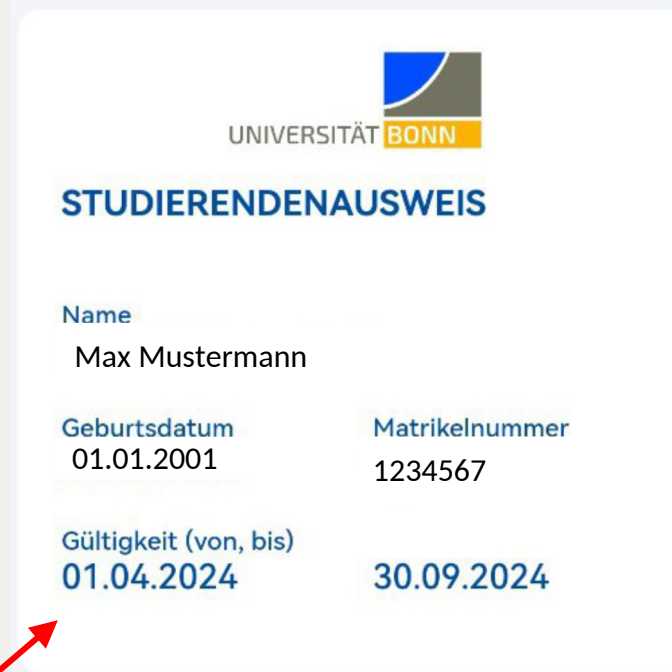 UNIVERSITÄT BONN
STUDIERENDENAUSWEIS
Name
Max Mustermann
Geburtsdatum Matrikelnummer
01.01.2001 1234567
Gültigkeit (von, bis)
01.04.2024 30.09.2024